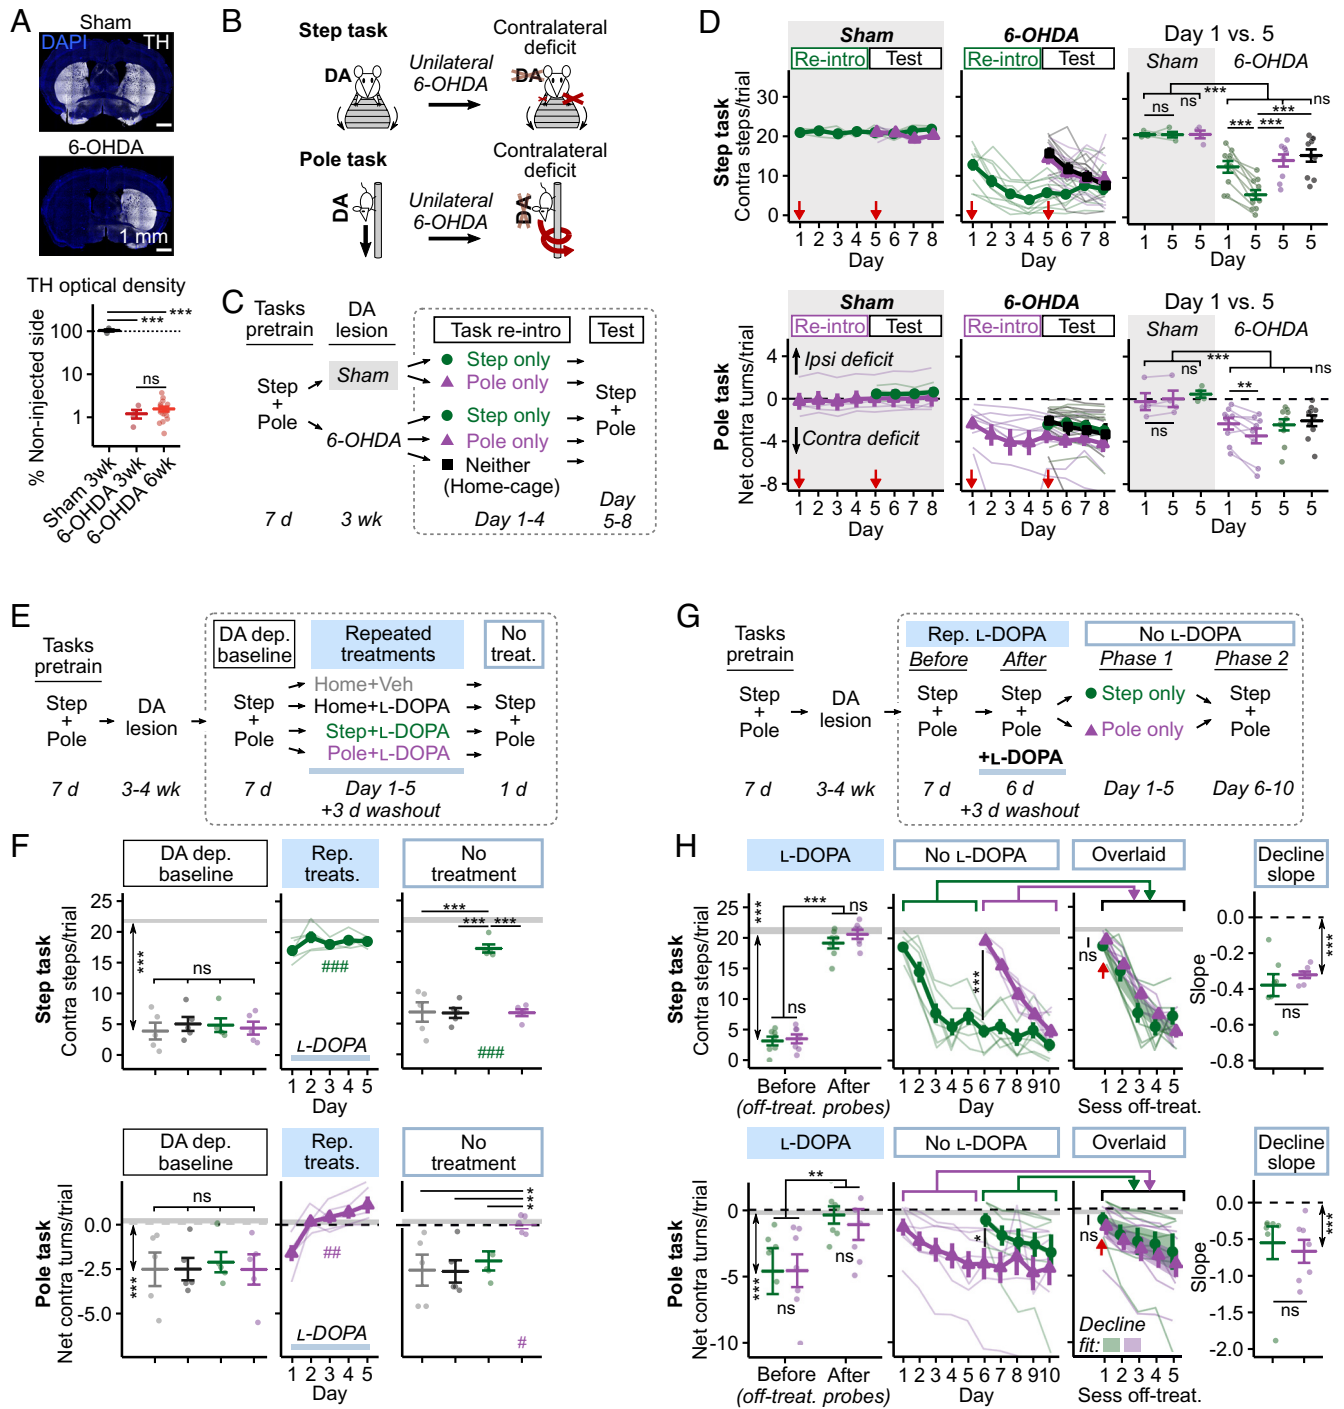 A
Sham
DAPI
TH
6-OHDA
1 mm
TH optical density
% Non-injected side
100
10
1
***
***
ns
Sham 3wk
6-OHDA 3wk
6-OHDA 6wk
B
Step task
DA
Unilateral
6-OHDA
Contralateral
deficit
DA
Pole task
DA
Unilateral
6-OHDA
Contralateral
deficit
DA
C
Tasks
pretrain
DA
lesion
Task re-intro
Test
Step
+
Pole
Sham
6-OHDA
Step only
Pole only
Step only
Pole only
Neither
(Home-cage)
Step
+
Pole
7 d
3 wk
Day 1-4
Day
5-8
D
Sham
6-OHDA
Day 1 vs. 5
Re-intro
Test
Re-intro
Test
Sham
6-OHDA
Step task
Contra steps/trial
30
20
10
0
***
ns
ns
***
ns
***
***
1 2 3 4 5 6 7 8
Day
1 2 3 4 5 6 7 8
Day
1 5 5 1 5 5 5
Day
Sham
6-OHDA
Day 1 vs. 5
Re-intro
Test
Re-intro
Test
Sham
6-OHDA
Pole task
Net contra turns/trial
4
0
-4
-8
Ipsi deficit
Contra deficit
***
ns
ns
**
ns
1 2 3 4 5 6 7 8
Day
1 2 3 4 5 6 7 8
Day
1 5 5 1 5 5 5
Day
E
Tasks
pretrain
Step
+
Pole
DA
lesion
DA dep.
baseline
Repeated
treatments
No
treat.
Step
+
Pole
Home+Veh
Home+L-DOPA
Step+L-DOPA
Pole+L-DOPA
Step
+
Pole
7 d
3-4 wk
7 d
Day 1-5
+3 d washout
1 d
F
DA dep.
baseline
Rep.
treats.
No
treatment
Step task
Contra steps/trial
25
20
15
10
5
0
***
ns
###
L-DOPA
***
***
***
###
1 2 3 4 5
Day
DA dep.
baseline
Rep.
treats.
No
treatment
Pole task
Net contra turns/trial
0.0
-2.5
-5.0
***
ns
##
L-DOPA
***
#
1 2 3 4 5
Day
G
Tasks
pretrain
Step
+
Pole
DA
lesion
Rep. L-DOPA
No L-DOPA
Before
After
Phase 1
Phase 2
Step
+
Pole
Step
+
Pole
+L-DOPA
Step only
Pole only
Step
+
Pole
7 d
3-4 wk
7 d
6 d
+3 d washout
Day 1-5
Day 6-10
H
L-DOPA
No L-DOPA
Overlaid
Decline
slope
Step task
Contra steps/trial
25
20
15
10
5
0
***
***
ns
ns
***
ns
Before
After
(off-treat. probes)
1 2 3 4 5 6 7 8 9 10
Day
1 2 3 4 5
Sess off-treat.
Slope
0.0
-0.2
-0.4
-0.6
-0.8
***
ns
L-DOPA
No L-DOPA
Overlaid
Decline
slope
Pole task
Net contra turns/trial
0
-5
-10
***
**
ns
ns
*
ns
Decline
fit:
Before
After
(off-treat. probes)
1 2 3 4 5 6 7 8 9 10
Day
1 2 3 4 5
Sess off-treat.
Slope
0.0
-0.5
-1.0
-1.5
-2.0
***
ns